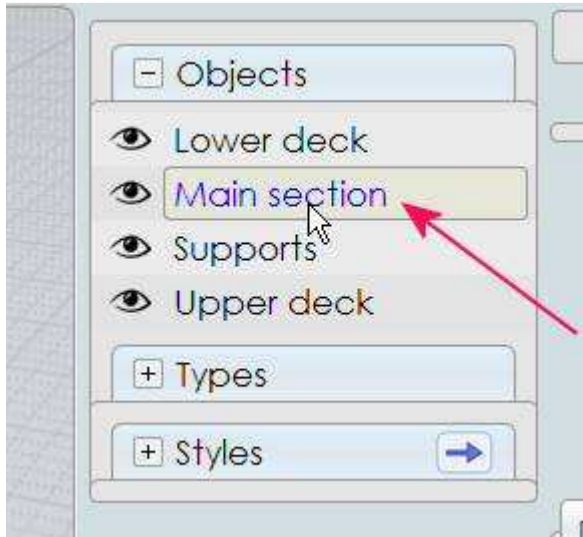 Objects
Lower deck
Main section
Supports
Upper deck
Types
Styles